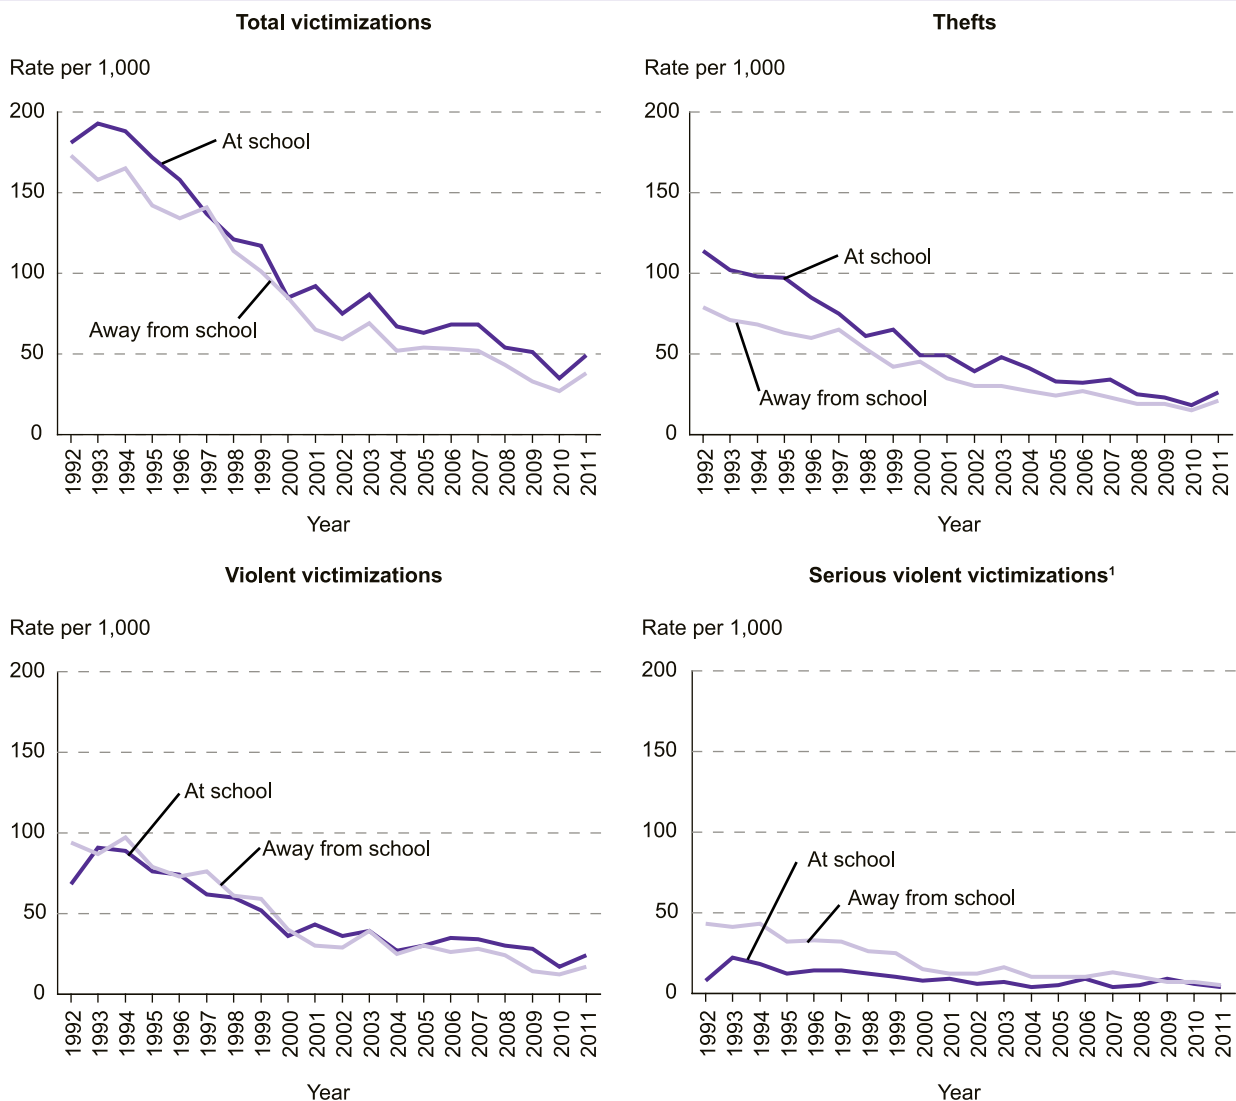 Total victimizations
Rate per 1,000
200
150
100
50
0
At school
Away from school
1992 1993 1994 1995 1996 1997 1998 1999 2000 2001 2002 2003 2004 2005 2006 2007 2008 2009 2010 2011
Year
Thefts
Rate per 1,000
200
150
100
50
0
At school
Away from school
1992 1993 1994 1995 1996 1997 1998 1999 2000 2001 2002 2003 2004 2005 2006 2007 2008 2009 2010 2011
Year
Violent victimizations
Rate per 1,000
200
150
100
50
0
At school
Away from school
1992 1993 1994 1995 1996 1997 1998 1999 2000 2001 2002 2003 2004 2005 2006 2007 2008 2009 2010 2011
Year
Serious violent victimizations¹
Rate per 1,000
200
150
100
50
0
At school
Away from school
1992 1993 1994 1995 1996 1997 1998 1999 2000 2001 2002 2003 2004 2005 2006 2007 2008 2009 2010 2011
Year